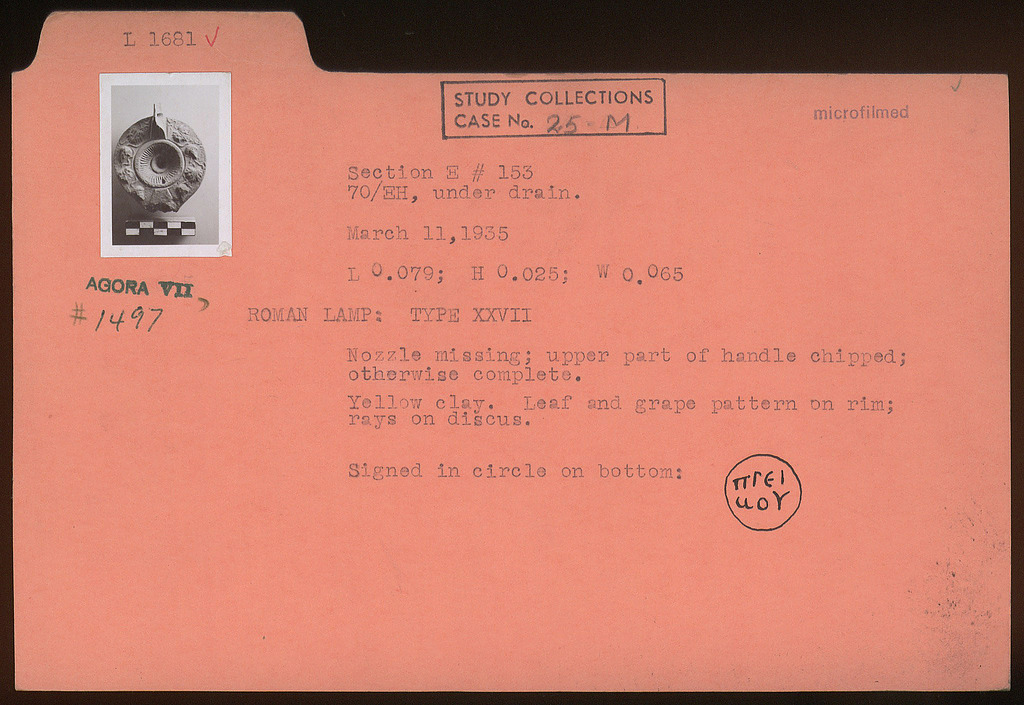 L 1681 ✓
STUDY COLLECTIONS
CASE No. 25 M
microfilmed
Section E # 153
70/EH, under drain.
March 11,1935
L 0.079; H 0.025; W 0.065
AGORA VII,
# 1497
ROMAN LAMP: TYPE XXVII
Nozzle missing; upper part of handle chipped;
otherwise complete.
Yellow clay. Leaf and grape pattern on rim;
rays on discus.
Signed in circle on bottom:
ΠΓΕΙ
ΜΟΥ